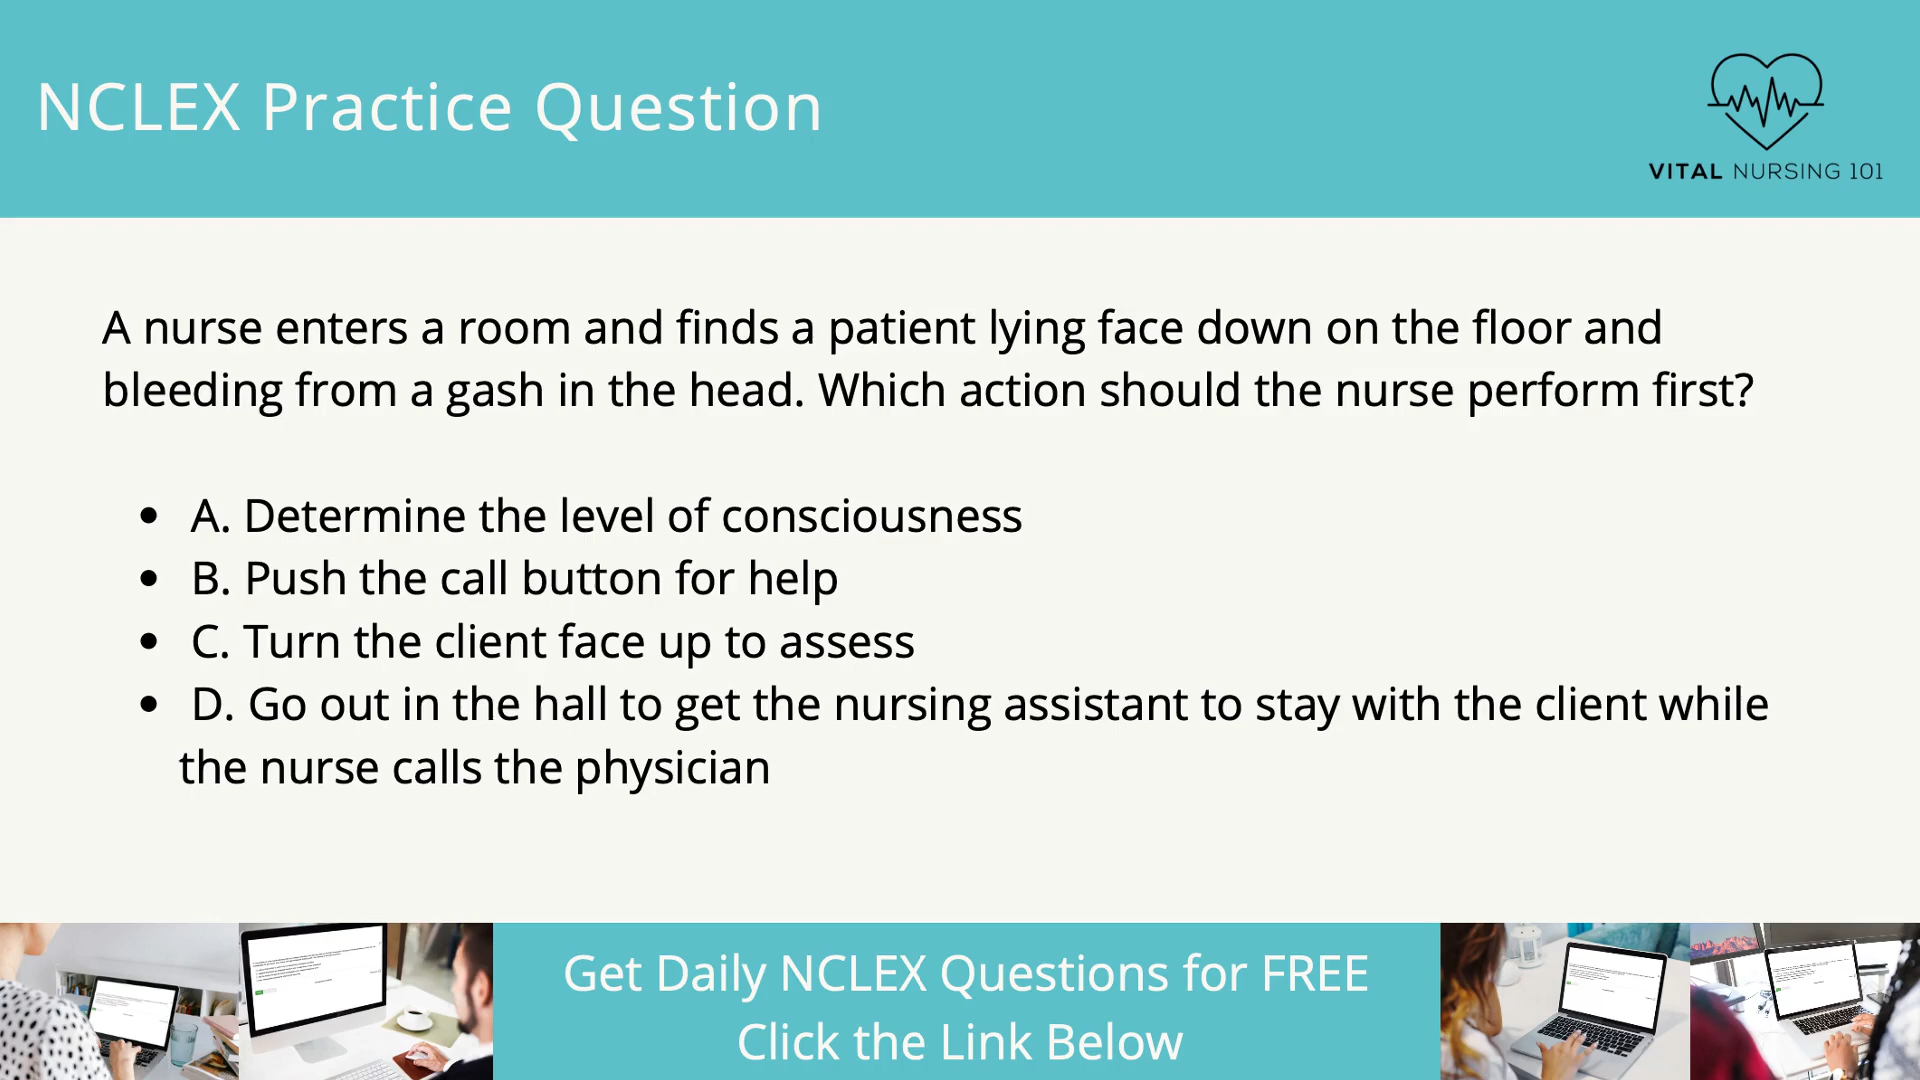 NCLEX Practice Question
VITAL NURSING 101
A nurse enters a room and finds a patient lying face down on the floor and
bleeding from a gash in the head. Which action should the nurse perform first?
• A. Determine the level of consciousness
• B. Push the call button for help
• C. Turn the client face up to assess
• D. Go out in the hall to get the nursing assistant to stay with the client while
the nurse calls the physician
Get Daily NCLEX Questions for FREE
Click the Link Below